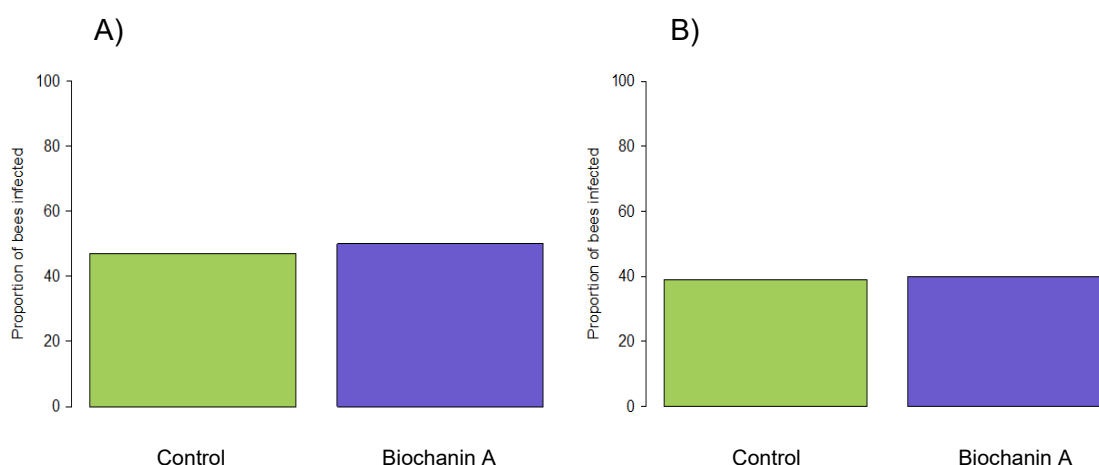 A)
100
80
60
40
20
0
Proportion of bees infected
Control Biochanin A
B)
100
80
60
40
20
0
Proportion of bees infected
Control Biochanin A